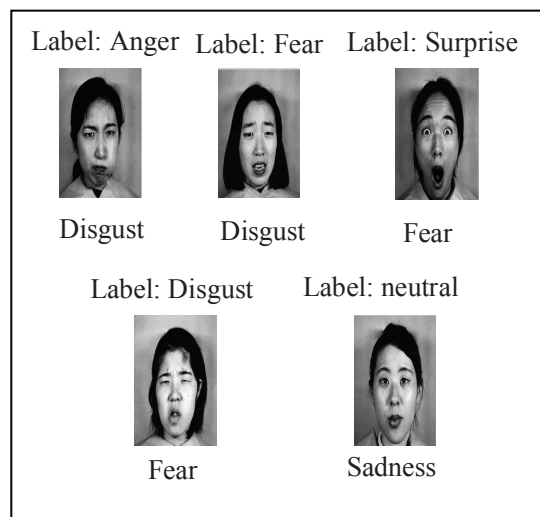 Label: Anger
Label: Fear
Label: Surprise
Disgust
Disgust
Fear
Label: Disgust
Label: neutral
Fear
Sadness